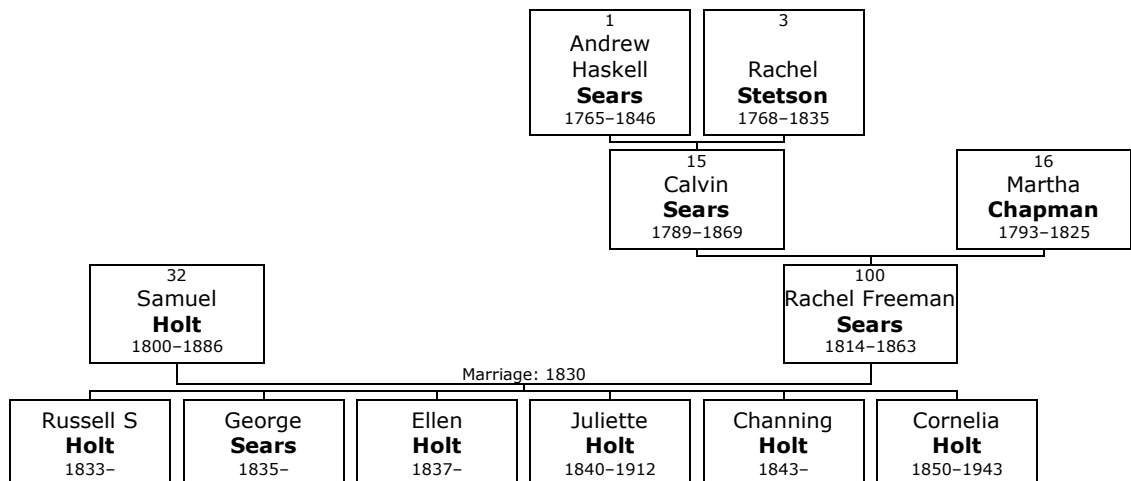 1
Andrew
Haskell
Sears
1765–1846
3
Rachel
Stetson
1768–1835
15
Calvin
Sears
1789–1869
16
Martha
Chapman
1793–1825
32
Samuel
Holt
1800–1886
100
Rachel Freeman
Sears
1814–1863
Marriage: 1830
Russell S
Holt
1833–
George
Sears
1835–
Ellen
Holt
1837–
Juliette
Holt
1840–1912
Channing
Holt
1843–
Cornelia
Holt
1850–1943